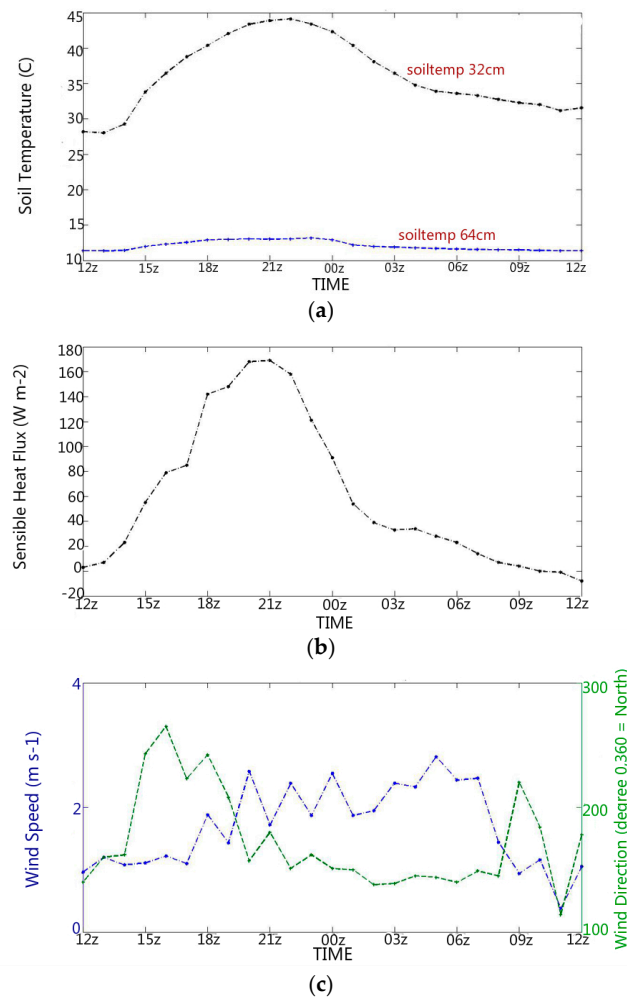 45
40
35
30
25
20
15
10
Soil Temperature (C)
soiltemp 32cm
soiltemp 64cm
12z 15z 18z 21z 00z 03z 06z 09z 12z
TIME
(a)
180
160
140
120
100
80
60
40
20
0
-20
Sensible Heat Flux (W m-2)
12z 15z 18z 21z 00z 03z 06z 09z 12z
TIME
(b)
4
2
0
Wind Speed (m s-1)
300
200
100
Wind Direction (degree 0.360 = North)
12z 15z 18z 21z 00z 03z 06z 09z 12z
TIME
(c)